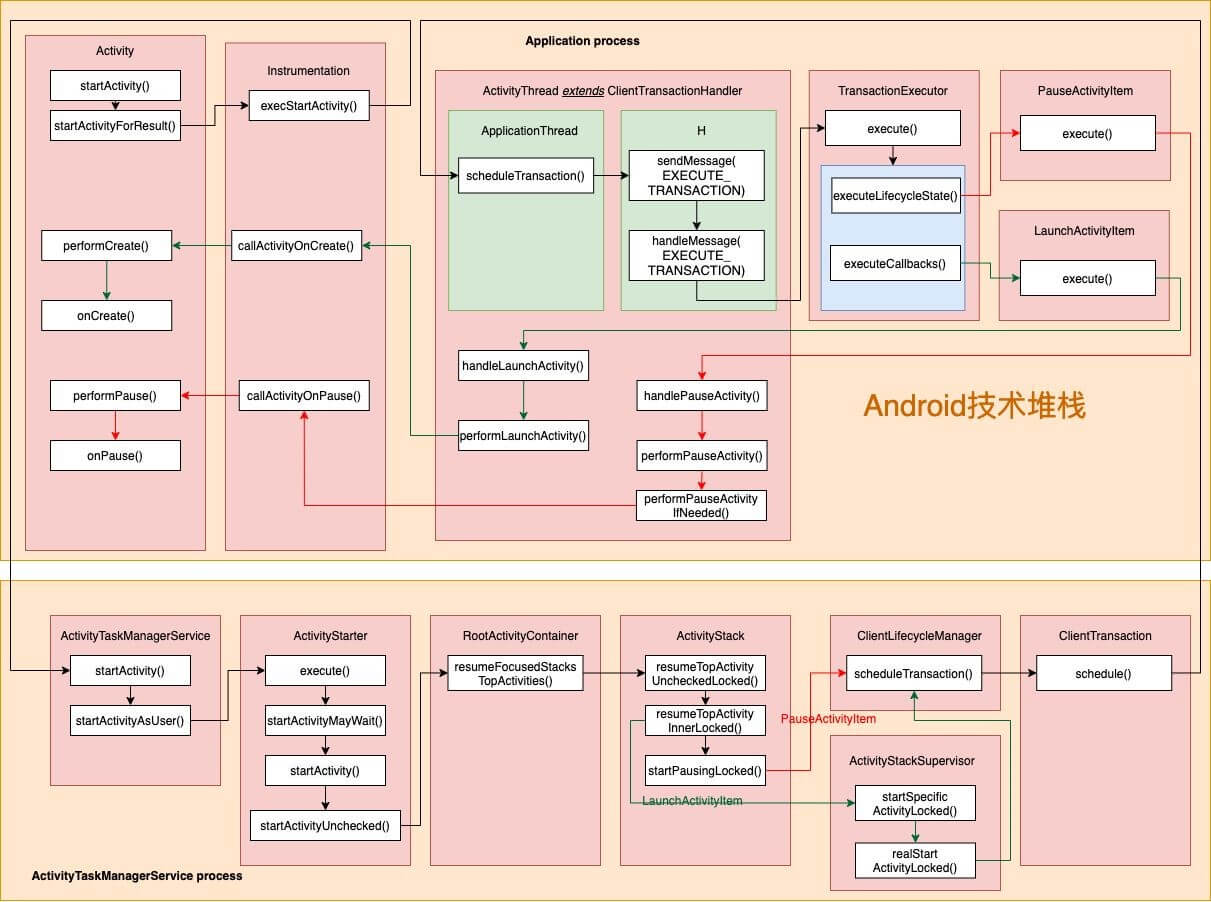 Application process
Activity
startActivity()
startActivityForResult()
performCreate()
onCreate()
performPause()
onPause()
Instrumentation
execStartActivity()
callActivityOnCreate()
callActivityOnPause()
ActivityThread extends ClientTransactionHandler
ApplicationThread
scheduleTransaction()
H
sendMessage(
EXECUTE_
TRANSACTION)
handleMessage(
EXECUTE_
TRANSACTION)
handleLaunchActivity()
performLaunchActivity()
handlePauseActivity()
performPauseActivity()
performPauseActivity
IfNeeded()
TransactionExecutor
execute()
executeLifecycleState()
executeCallbacks()
PauseActivityItem
execute()
LaunchActivityItem
execute()
Android技术堆栈
ActivityTaskManagerService
startActivity()
startActivityAsUser()
ActivityStarter
execute()
startActivityMayWait()
startActivity()
startActivityUnchecked()
RootActivityContainer
resumeFocusedStacks
TopActivities()
ActivityStack
resumeTopActivity
UncheckedLocked()
resumeTopActivity
InnerLocked()
startPausingLocked()
PauseActivityItem
LaunchActivityItem
ClientLifecycleManager
scheduleTransaction()
ActivityStackSupervisor
startSpecific
ActivityLocked()
realStart
ActivityLocked()
ClientTransaction
schedule()
ActivityTaskManagerService process